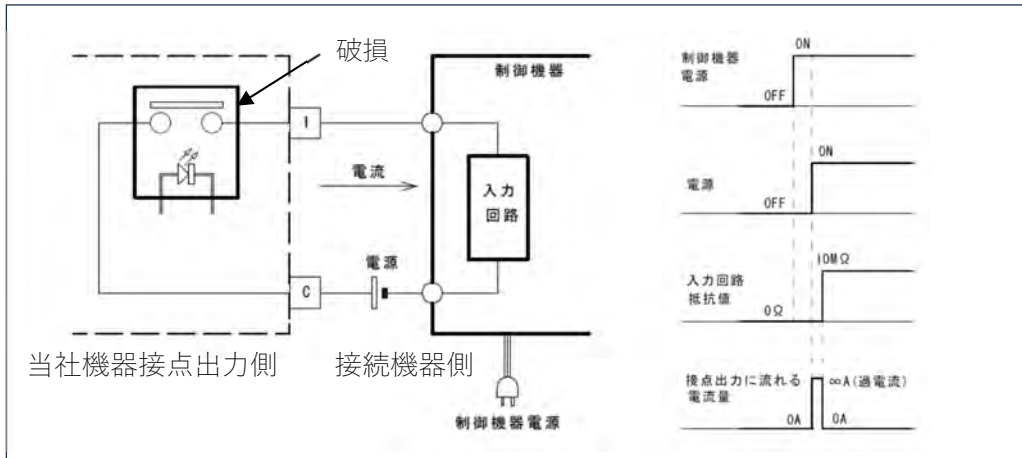 破損
制御機器
1
電流
入力
回路
電源
C
当社機器接点出力側
接続機器側
制御機器電源
ON
制御機器
電源
OFF
ON
電源
OFF
10MΩ
入力回路
抵抗値
0Ω
接点出力に流れる
電流量
∞A(過電流)
0A
0A